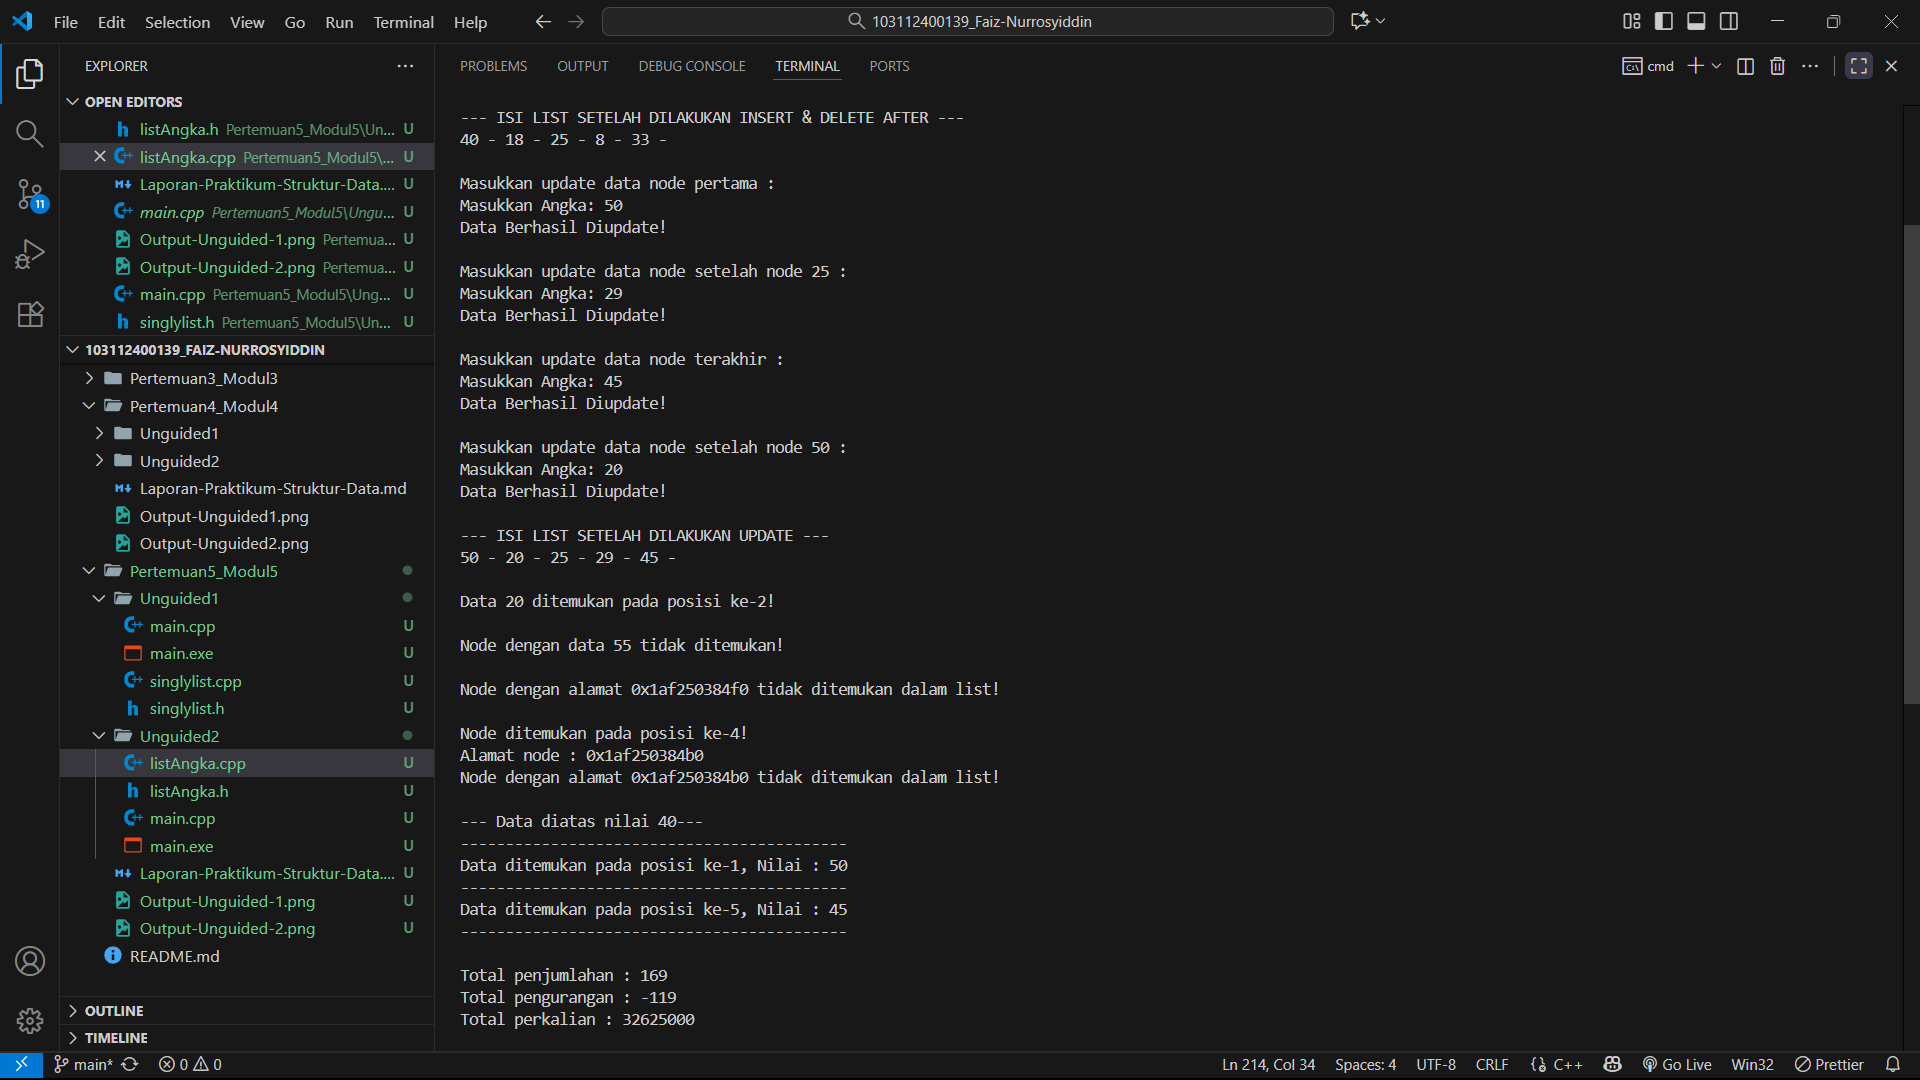 File Edit Selection View Go Run Terminal Help
103112400139_Faiz-Nurrosyiddin
EXPLORER
OPEN EDITORS
listAngka.h Pertemuan5_Modul5\Un... U
listAngka.cpp Pertemuan5_Modul5\... U
Laporan-Praktikum-Struktur-Data.... U
main.cpp Pertemuan5_Modul5\Ungu... U
Output-Unguided-1.png Pertemua... U
Output-Unguided-2.png Pertemua... U
main.cpp Pertemuan5_Modul5\Ung... U
singlylist.h Pertemuan5_Modul5\Un... U
11
103112400139_FAIZ-NURROSYIDDIN
Pertemuan3_Modul3
Pertemuan4_Modul4
Unguided1
Unguided2
Laporan-Praktikum-Struktur-Data.md
Output-Unguided1.png
Output-Unguided2.png
Pertemuan5_Modul5
Unguided1
main.cpp U
main.exe U
singlylist.cpp U
singlylist.h U
Unguided2
listAngka.cpp U
listAngka.h U
main.cpp U
main.exe U
Laporan-Praktikum-Struktur-Data.... U
Output-Unguided-1.png U
Output-Unguided-2.png U
README.md
OUTLINE
TIMELINE
PROBLEMS OUTPUT DEBUG CONSOLE TERMINAL PORTS
cmd
--- ISI LIST SETELAH DILAKUKAN INSERT & DELETE AFTER ---
40 - 18 - 25 - 8 - 33 -
Masukkan update data node pertama :
Masukkan Angka: 50
Data Berhasil Diupdate!
Masukkan update data node setelah node 25 :
Masukkan Angka: 29
Data Berhasil Diupdate!
Masukkan update data node terakhir :
Masukkan Angka: 45
Data Berhasil Diupdate!
Masukkan update data node setelah node 50 :
Masukkan Angka: 20
Data Berhasil Diupdate!
--- ISI LIST SETELAH DILAKUKAN UPDATE ---
50 - 20 - 25 - 29 - 45 -
Data 20 ditemukan pada posisi ke-2!
Node dengan data 55 tidak ditemukan!
Node dengan alamat 0x1af250384f0 tidak ditemukan dalam list!
Node ditemukan pada posisi ke-4!
Alamat node : 0x1af250384b0
Node dengan alamat 0x1af250384b0 tidak ditemukan dalam list!
--- Data diatas nilai 40---
-------------------------------------------
Data ditemukan pada posisi ke-1, Nilai : 50
-------------------------------------------
Data ditemukan pada posisi ke-5, Nilai : 45
-------------------------------------------
Total penjumlahan : 169
Total pengurangan : -119
Total perkalian : 32625000
main* 0 0 Ln 214, Col 34 Spaces: 4 UTF-8 CRLF C++ Go Live Win32 Prettier